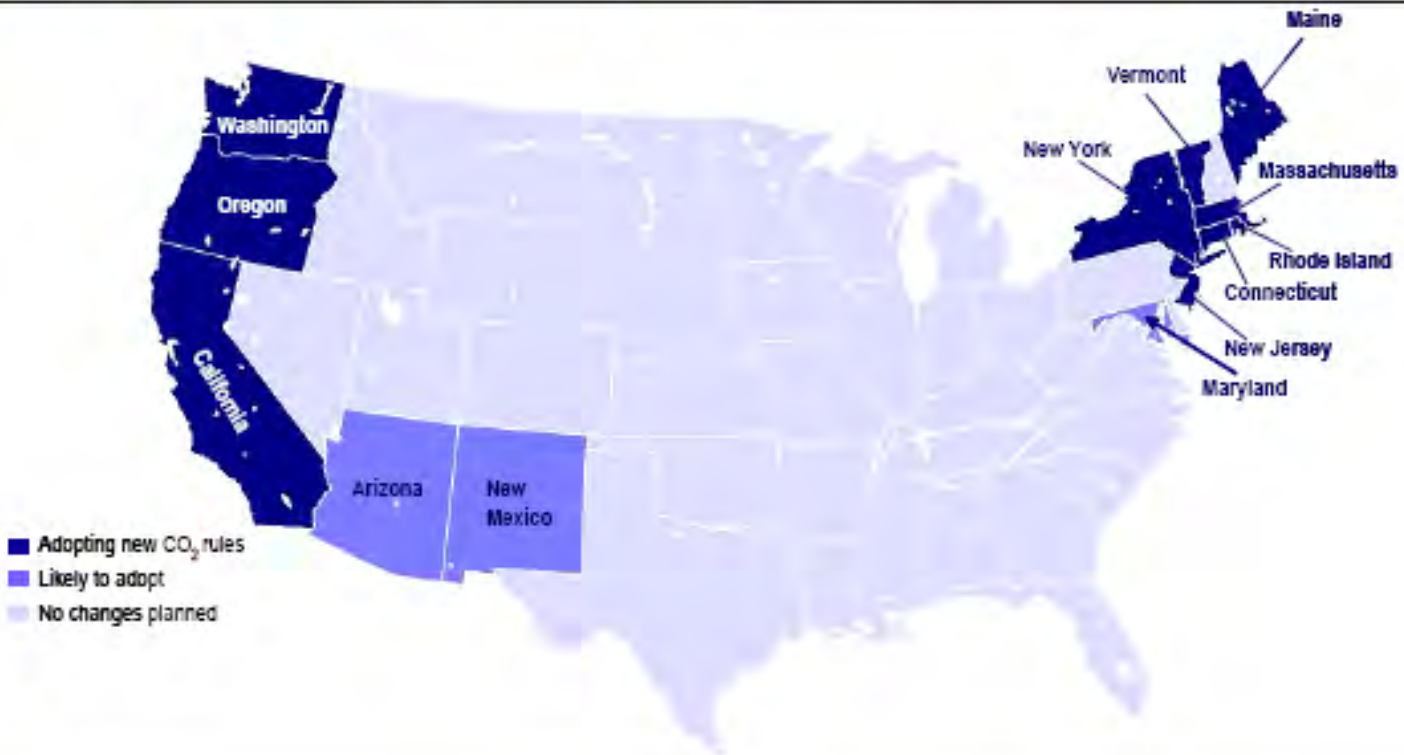 Maine
Vermont
Washington
New York
Massachusetts
Oregon
Rhode Island
Connecticut
New Jersey
California
Maryland
Arizona
New
Mexico
Adopting new CO₂ rules
Likely to adopt
No changes planned